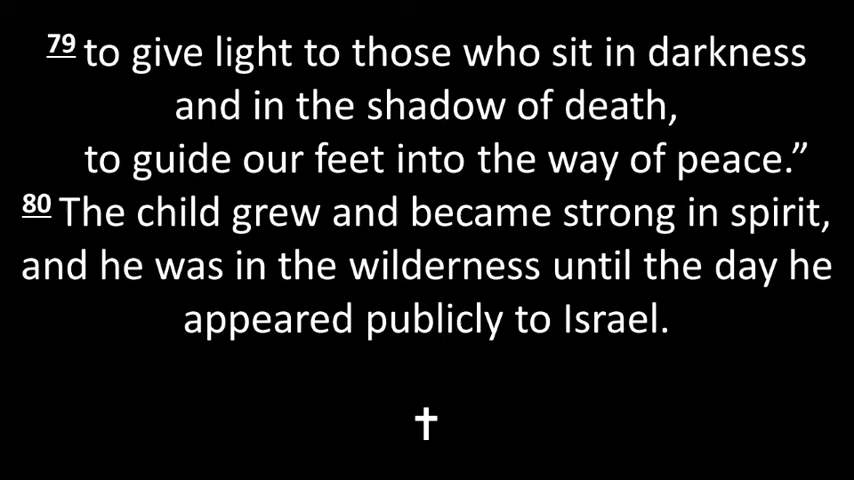 79 to give light to those who sit in darkness
and in the shadow of death,
to guide our feet into the way of peace.”
80 The child grew and became strong in spirit,
and he was in the wilderness until the day he
appeared publicly to Israel.
✝